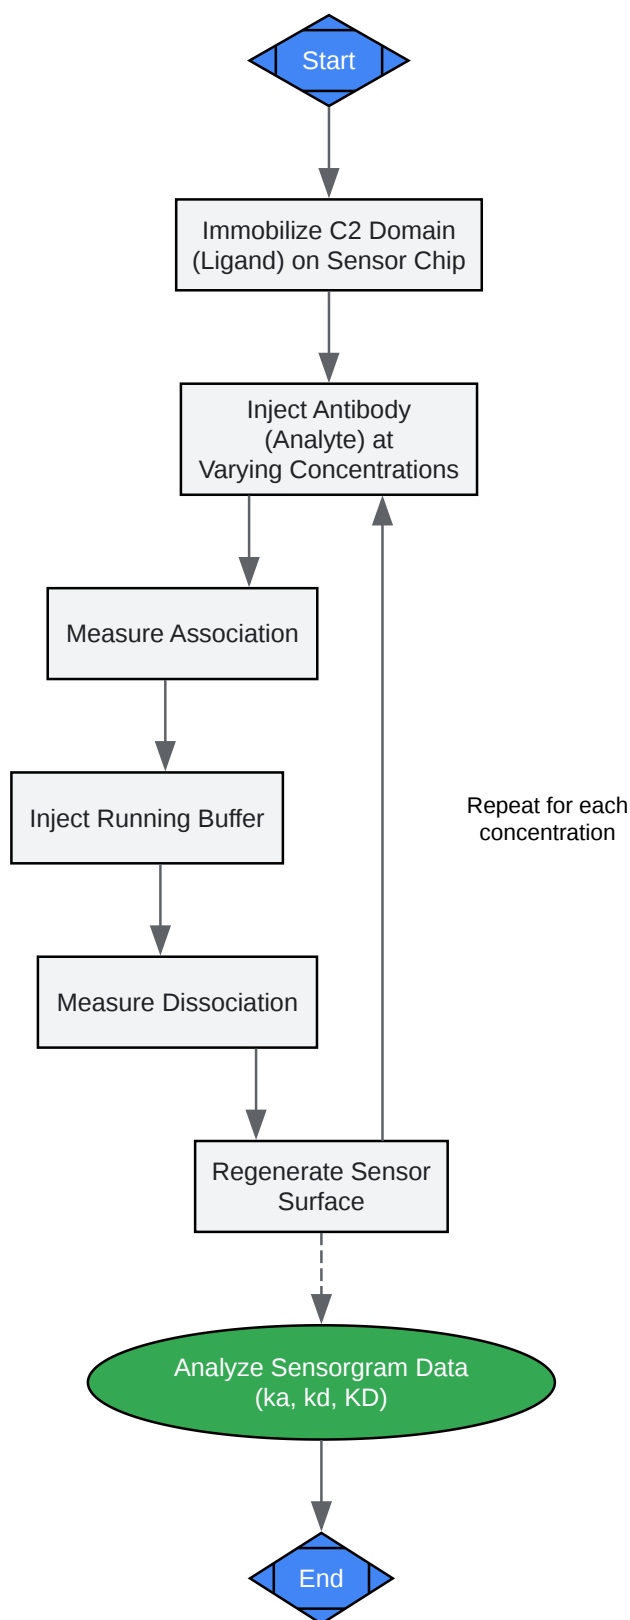 Start
Immobilize C2 Domain
(Ligand) on Sensor Chip
Inject Antibody
(Analyte) at
Varying Concentrations
Measure Association
Inject Running Buffer
Repeat for each
concentration
Measure Dissociation
Regenerate Sensor
Surface
Analyze Sensorgram Data
(ka, kd, KD)
End